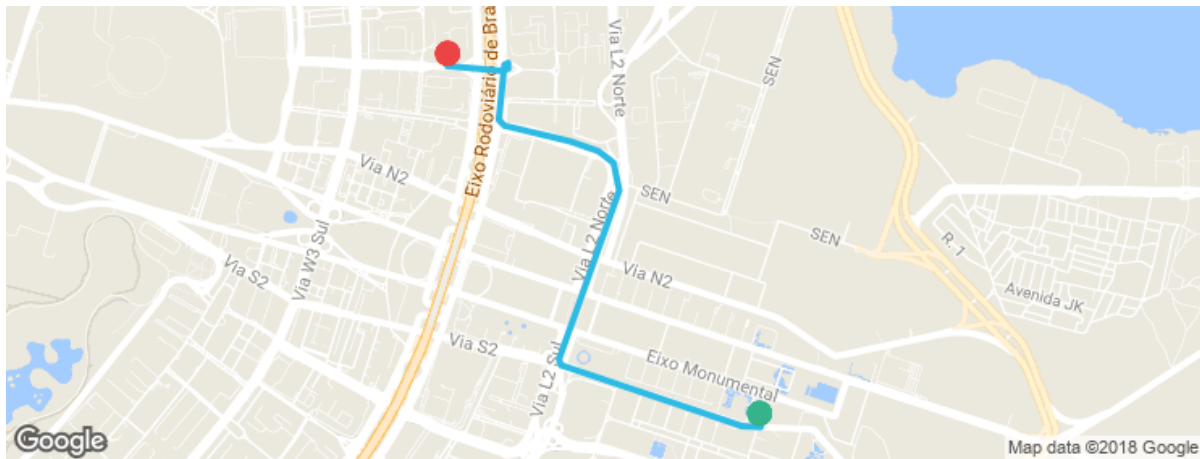 Eixo Rodoviário de Bra
Via L2 Norte
SEN
Via N2
SEN
Via W3 Sul
Via L2 Norte
SEN
R. 1
Via S2
Via N2
Avenida JK
Via S2
Via L2 Sul
Eixo Monumental
Google
Map data ©2018 Google